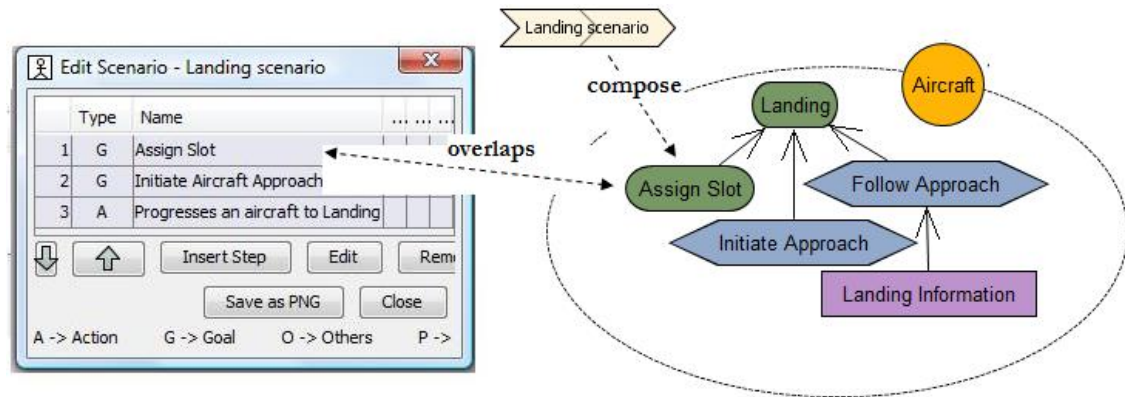 Edit Scenario - Landing scenario
Type Name ... ... ...
1 G Assign Slot
2 G Initiate Aircraft Approach
3 A Progresses an aircraft to Landing
Insert Step Edit Rem
Save as PNG Close
A -> Action G -> Goal O -> Others P ->
overlaps
Landing scenario
compose
Aircraft
Landing
Assign Slot
Follow Approach
Initiate Approach
Landing Information